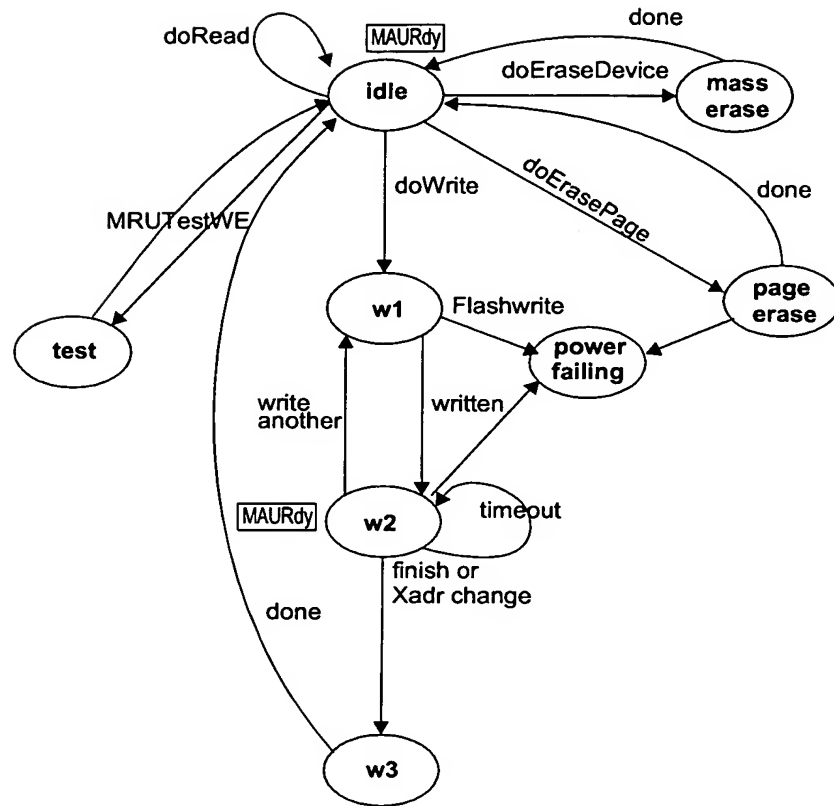 done
doRead
MAURdy
doEraseDevice
idle
mass
erase
doErasePage
done
doWrite
MRUTestWE
w1
Flashwrite
page
erase
test
power
failing
write
another
written
MAURdy
w2
timeout
finish or
Xadr change
done
w3